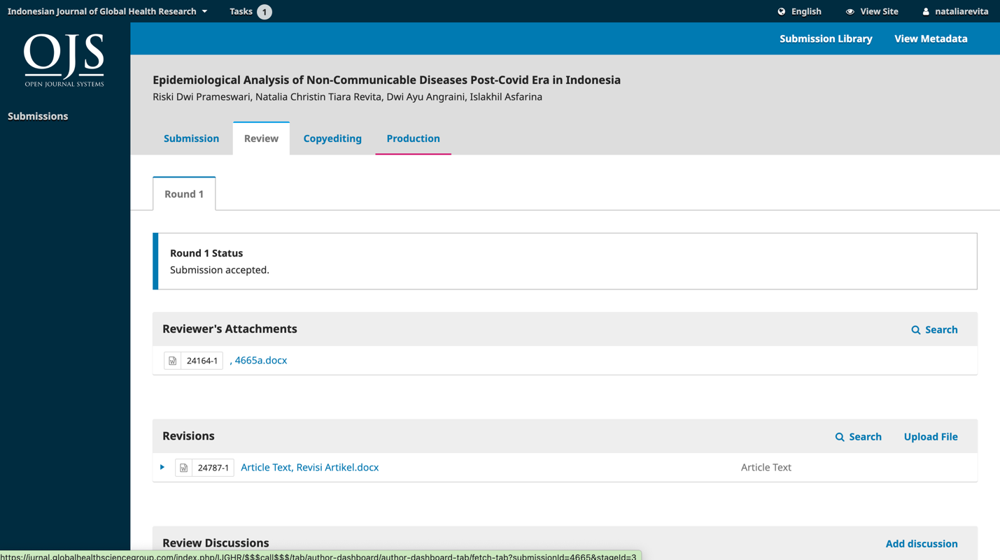 Indonesian Journal of Global Health Research Tasks 1 English View Site nataliarevita
OJS
OPEN JOURNAL SYSTEMS
Submissions
Submission Library View Metadata
Epidemiological Analysis of Non-Communicable Diseases Post-Covid Era in Indonesia
Riski Dwi Prameswari, Natalia Christin Tiara Revita, Dwi Ayu Angraini, Islakhil Asfarina
Submission Review Copyediting Production
Round 1
Round 1 Status
Submission accepted.
Reviewer's Attachments Search
24164-1 , 4665a.docx
Revisions Search Upload File
24787-1 Article Text, Revisi Artikel.docx Article Text
Review Discussions Add discussion
https://jurnal.globalhealthsciencegroup.com/index.php/IJGHR/$$$call$$$/tab/author-dashboard/author-dashboard-tab/fetch-tab?submissionId=4665&stageId=3